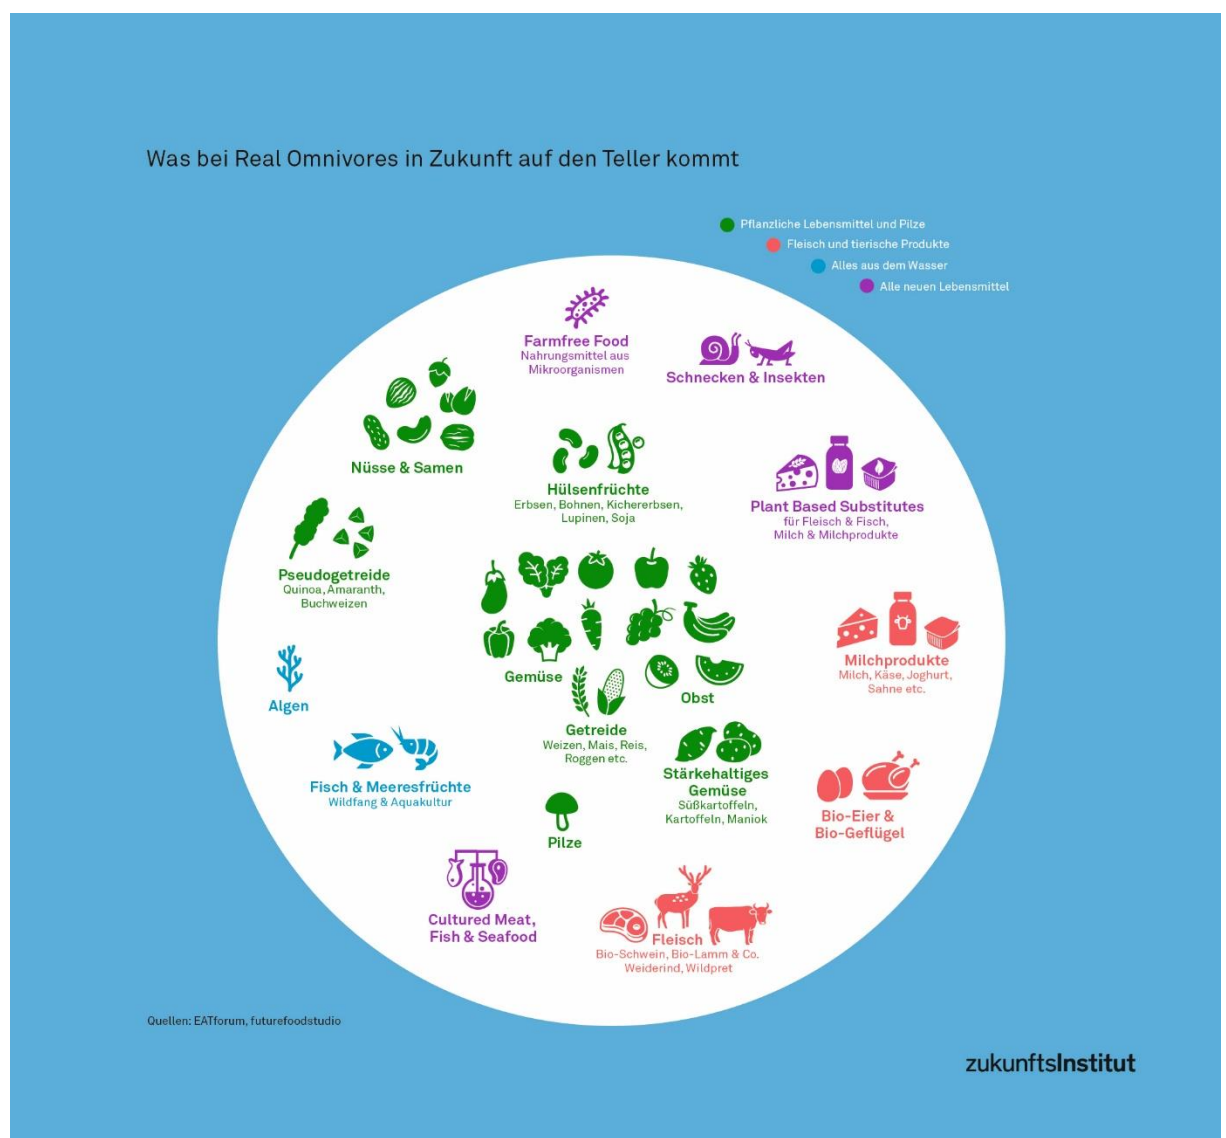 Was bei Real Omnivores in Zukunft auf den Teller kommt
Pflanzliche Lebensmittel und Pilze
Fleisch und tierische Produkte
Alles aus dem Wasser
Alle neuen Lebensmittel
Farmfree Food
Nahrungsmittel aus
Mikroorganismen
Schnecken & Insekten
Nüsse & Samen
Hülsenfrüchte
Erbsen, Bohnen, Kichererbsen,
Lupinen, Soja
Plant Based Substitutes
für Fleisch & Fisch,
Milch & Milchprodukte
Pseudogetreide
Quinoa, Amaranth,
Buchweizen
Gemüse
Obst
Milchprodukte
Milch, Käse, Joghurt,
Sahne etc.
Algen
Getreide
Weizen, Mais, Reis,
Roggen etc.
Fisch & Meeresfrüchte
Wildfang & Aquakultur
Stärkehaltiges
Gemüse
Süßkartoffeln,
Kartoffeln, Maniok
Bio-Eier &
Bio-Geflügel
Pilze
Cultured Meat,
Fish & Seafood
Fleisch
Bio-Schwein, Bio-Lamm & Co.
Weiderind, Wildpret
Quellen: EATforum, futurefoodstudio
zukunftsInstitut